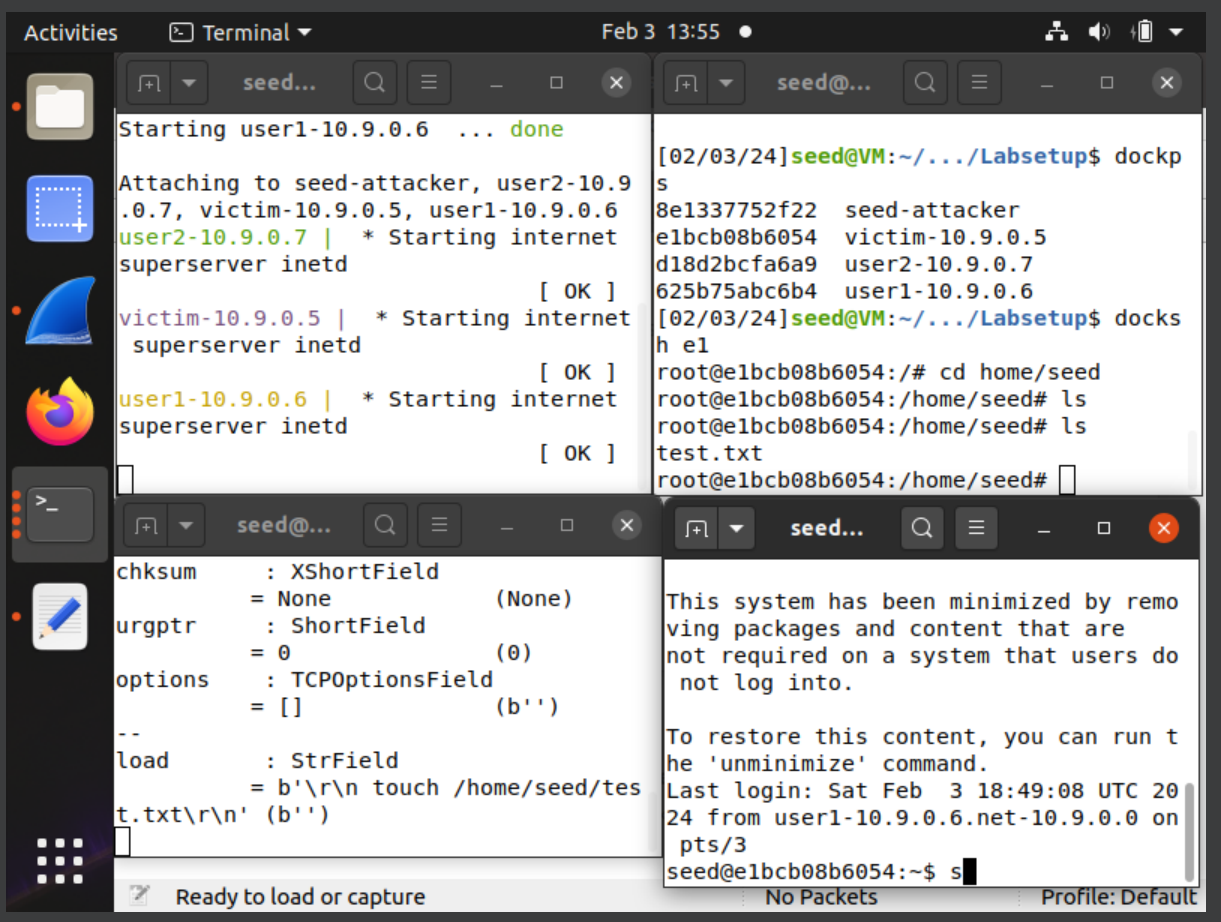 Activities Terminal Feb 3 13:55
seed...
Starting user1-10.9.0.6 ... done
Attaching to seed-attacker, user2-10.9
.0.7, victim-10.9.0.5, user1-10.9.0.6
user2-10.9.0.7 | * Starting internet
superserver inetd
[ OK ]
victim-10.9.0.5 | * Starting internet
superserver inetd
[ OK ]
user1-10.9.0.6 | * Starting internet
superserver inetd
[ OK ]
seed@...
[02/03/24]seed@VM:~/.../Labsetup$ dockp
s
8e1337752f22 seed-attacker
e1bcb08b6054 victim-10.9.0.5
d18d2bcfa6a9 user2-10.9.0.7
625b75abc6b4 user1-10.9.0.6
[02/03/24]seed@VM:~/.../Labsetup$ docks
h e1
root@e1bcb08b6054:/# cd home/seed
root@e1bcb08b6054:/home/seed# ls
root@e1bcb08b6054:/home/seed# ls
test.txt
root@e1bcb08b6054:/home/seed#
seed@...
chksum : XShortField
= None (None)
urgptr : ShortField
= 0 (0)
options : TCPOptionsField
= [] (b'')
--
load : StrField
= b'\r\n touch /home/seed/tes
t.txt\r\n' (b'')
seed...
This system has been minimized by remo
ving packages and content that are
not required on a system that users do
not log into.
To restore this content, you can run t
he 'unminimize' command.
Last login: Sat Feb  3 18:49:08 UTC 20
24 from user1-10.9.0.6.net-10.9.0.0 on
pts/3
seed@e1bcb08b6054:~$ s
Ready to load or capture No Packets Profile: Default